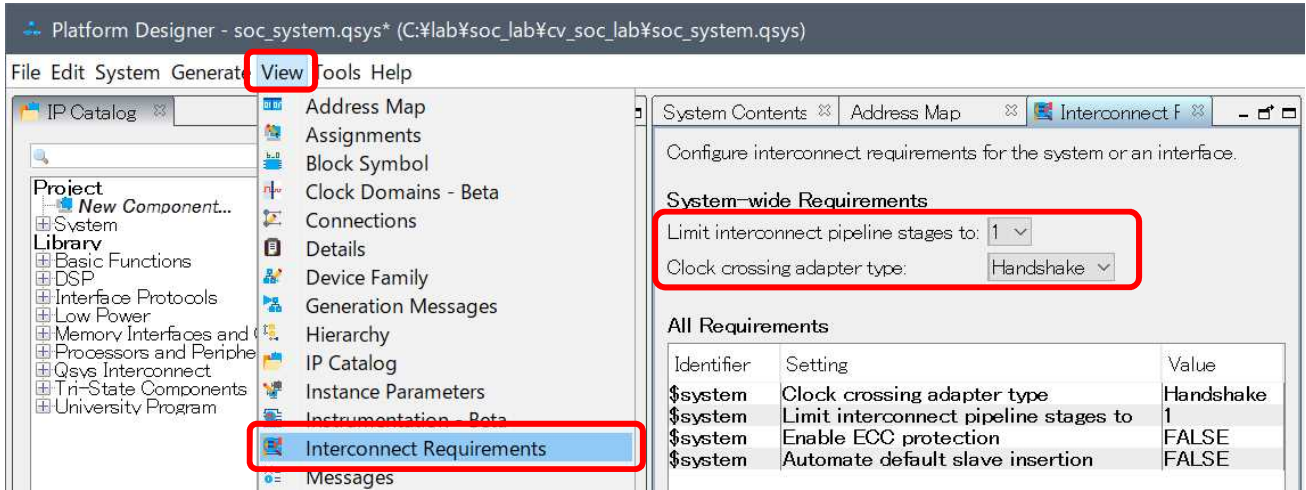 Platform Designer - soc_system.qsys* (C:¥lab¥soc_lab¥cv_soc_lab¥soc_system.qsys)
File Edit System Generate View Tools Help
IP Catalog
Project
New Component...
System
Library
Basic Functions
DSP
Interface Protocols
Low Power
Memory Interfaces and
Processors and Periphe
Qsys Interconnect
Tri-State Components
University Program
Address Map
Assignments
Block Symbol
Clock Domains - Beta
Connections
Details
Device Family
Generation Messages
Hierarchy
IP Catalog
Instance Parameters
Instrumentation - Beta
Interconnect Requirements
Messages
System Contents Address Map Interconnect F
Configure interconnect requirements for the system or an interface.
System-wide Requirements
Limit interconnect pipeline stages to: 1
Clock crossing adapter type: Handshake
All Requirements
Identifier Setting Value
$system Clock crossing adapter type Handshake
$system Limit interconnect pipeline stages to 1
$system Enable ECC protection FALSE
$system Automate default slave insertion FALSE